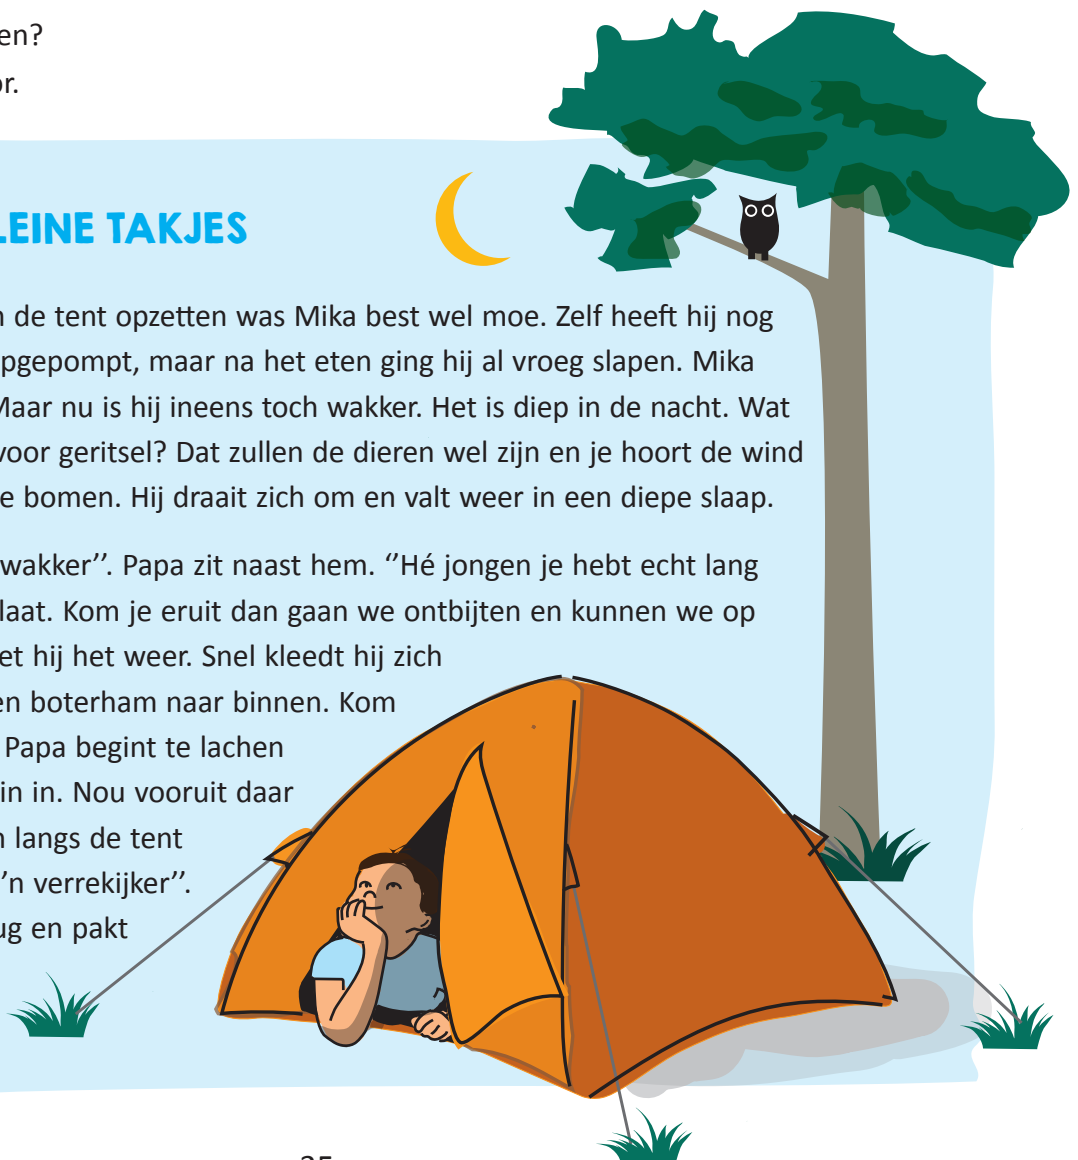 en?
or.
LEINE TAKJES
n de tent opzetten was Mika best wel moe. Zelf heeft hij nog
pgepompt, maar na het eten ging hij al vroeg slapen. Mika
Maar nu is hij ineens toch wakker. Het is diep in de nacht. Wat
voor geritsel? Dat zullen de dieren wel zijn en je hoort de wind
e bomen. Hij draait zich om en valt weer in een diepe slaap.
wakker’’. Papa zit naast hem. ‘’Hé jongen je hebt echt lang
laat. Kom je eruit dan gaan we ontbijten en kunnen we op
et hij het weer. Snel kleedt hij zich
en boterham naar binnen. Kom
Papa begint te lachen
in in. Nou vooruit daar
n langs de tent
’n verrekijker’’.
ug en pakt